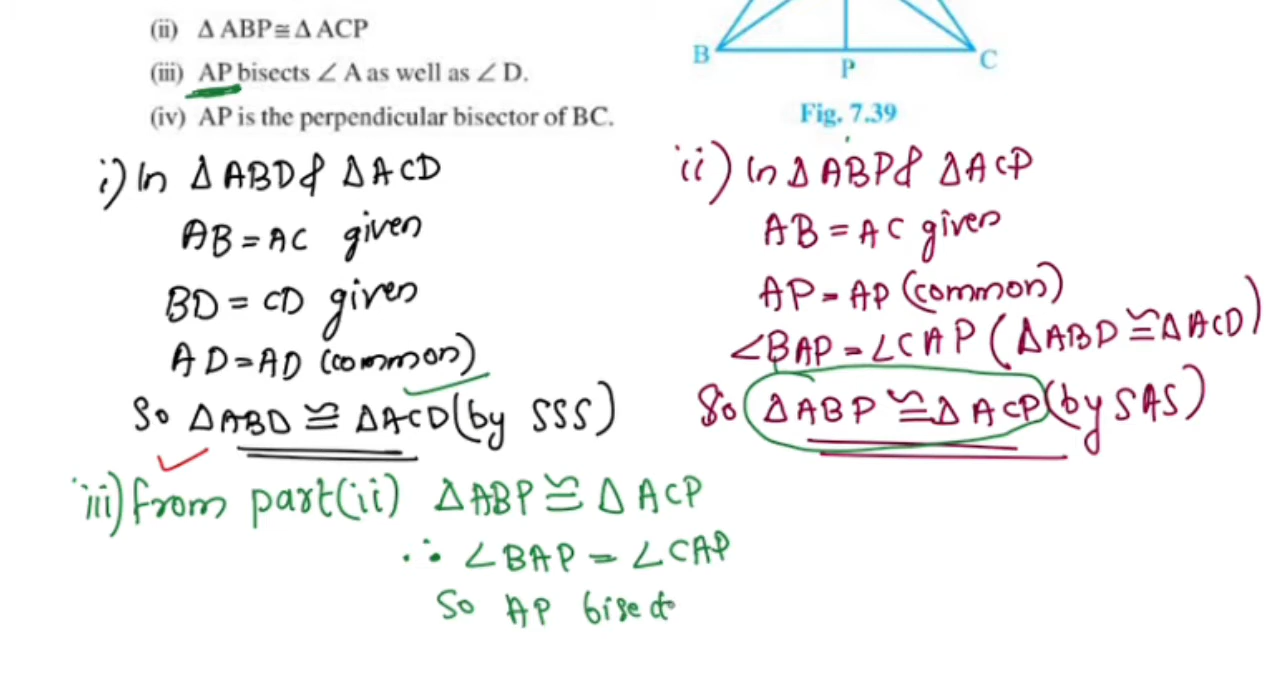 (ii) Δ ABP ≅ Δ ACP
(iii) AP bisects ∠ A as well as ∠ D.
(iv) AP is the perpendicular bisector of BC.
B
P
C
Fig. 7.39
i) In Δ ABD & Δ ACD
AB = AC given
BD = CD given
AD = AD (common)
So Δ ABD ≅ Δ ACD (by SSS)
ii) In Δ ABP & Δ ACP
AB = AC given
AP = AP (common)
∠BAP = ∠CAP (Δ ABD ≅ Δ ACD)
So Δ ABP ≅ Δ ACP (by SAS)
iii) from part(ii) Δ ABP ≅ Δ ACP
∴ ∠BAP = ∠CAP
So AP bisect